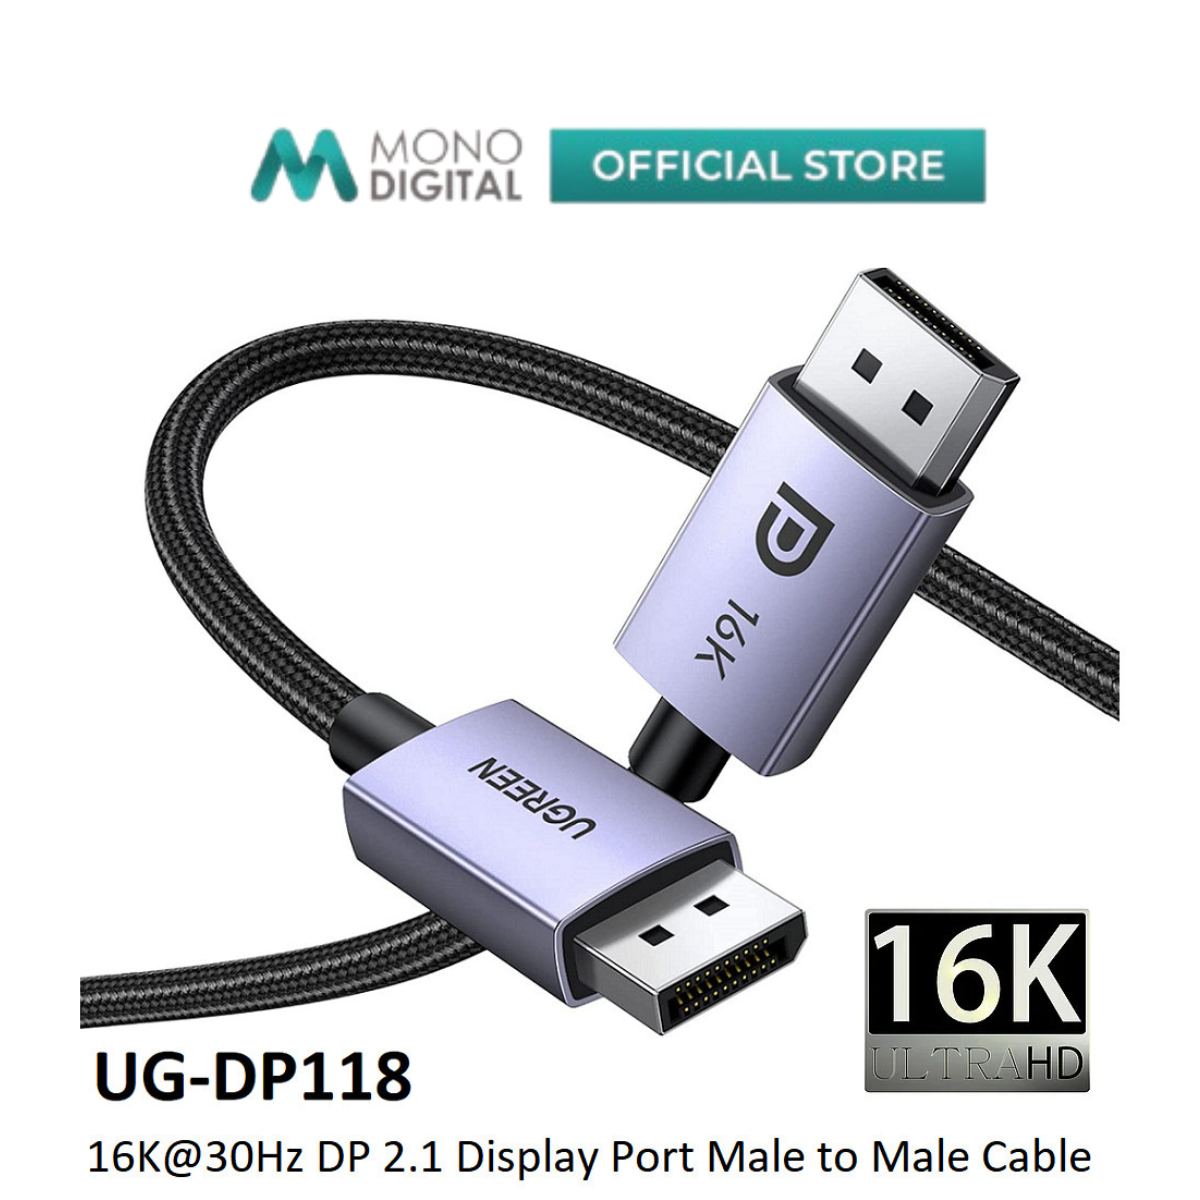 MONO
DIGITAL
OFFICIAL STORE
16K
UGREEN
16K
ULTRAHD
UG-DP118
16K@30Hz DP 2.1 Display Port Male to Male Cable